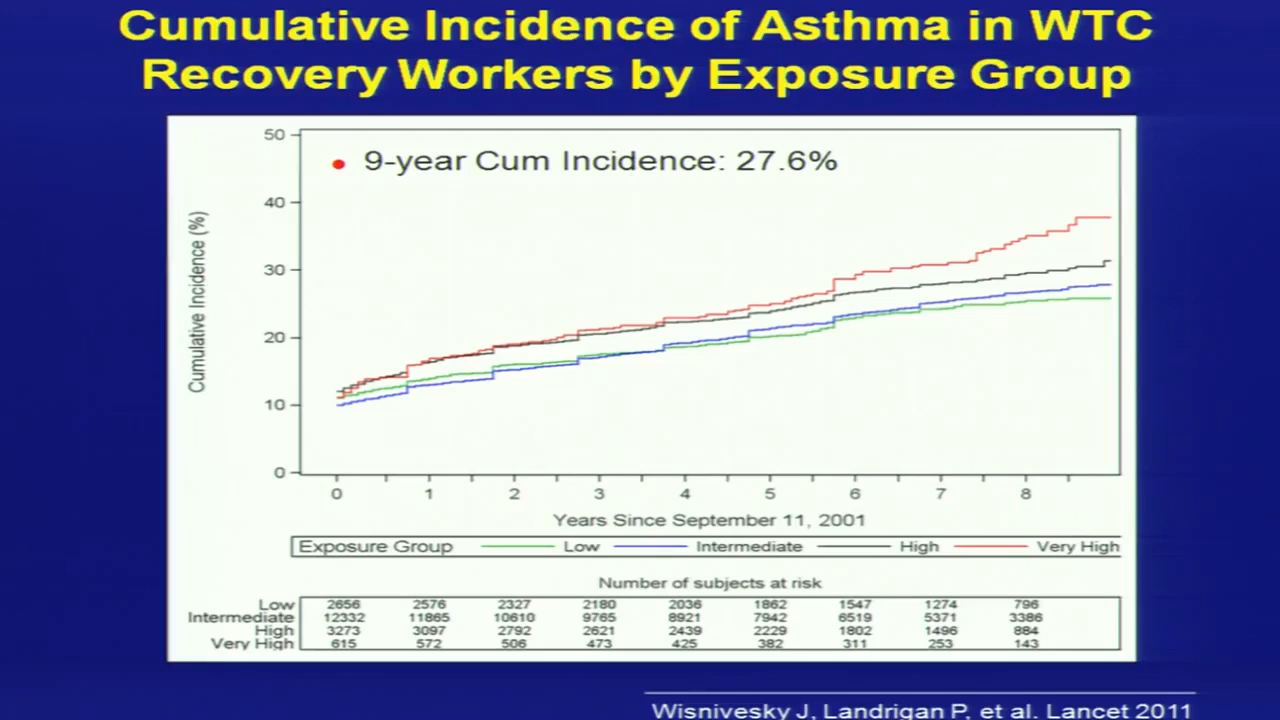 Cumulative Incidence of Asthma in WTC
Recovery Workers by Exposure Group
• 9-year Cum Incidence: 27.6%
Cumulative Incidence (%)
50
40
30
20
10
0
0 1 2 3 4 5 6 7 8
Years Since September 11, 2001
Exposure Group Low Intermediate High Very High
Number of subjects at risk
Low 2656 2576 2327 2180 2036 1862 1547 1274 796
Intermediate 12332 11865 10610 9765 8921 7942 6519 5371 3386
High 3273 3097 2792 2621 2439 2229 1802 1496 884
Very High 615 572 506 473 425 382 311 253 143
Wisnivesky J, Landrigan P, et al. Lancet 2011